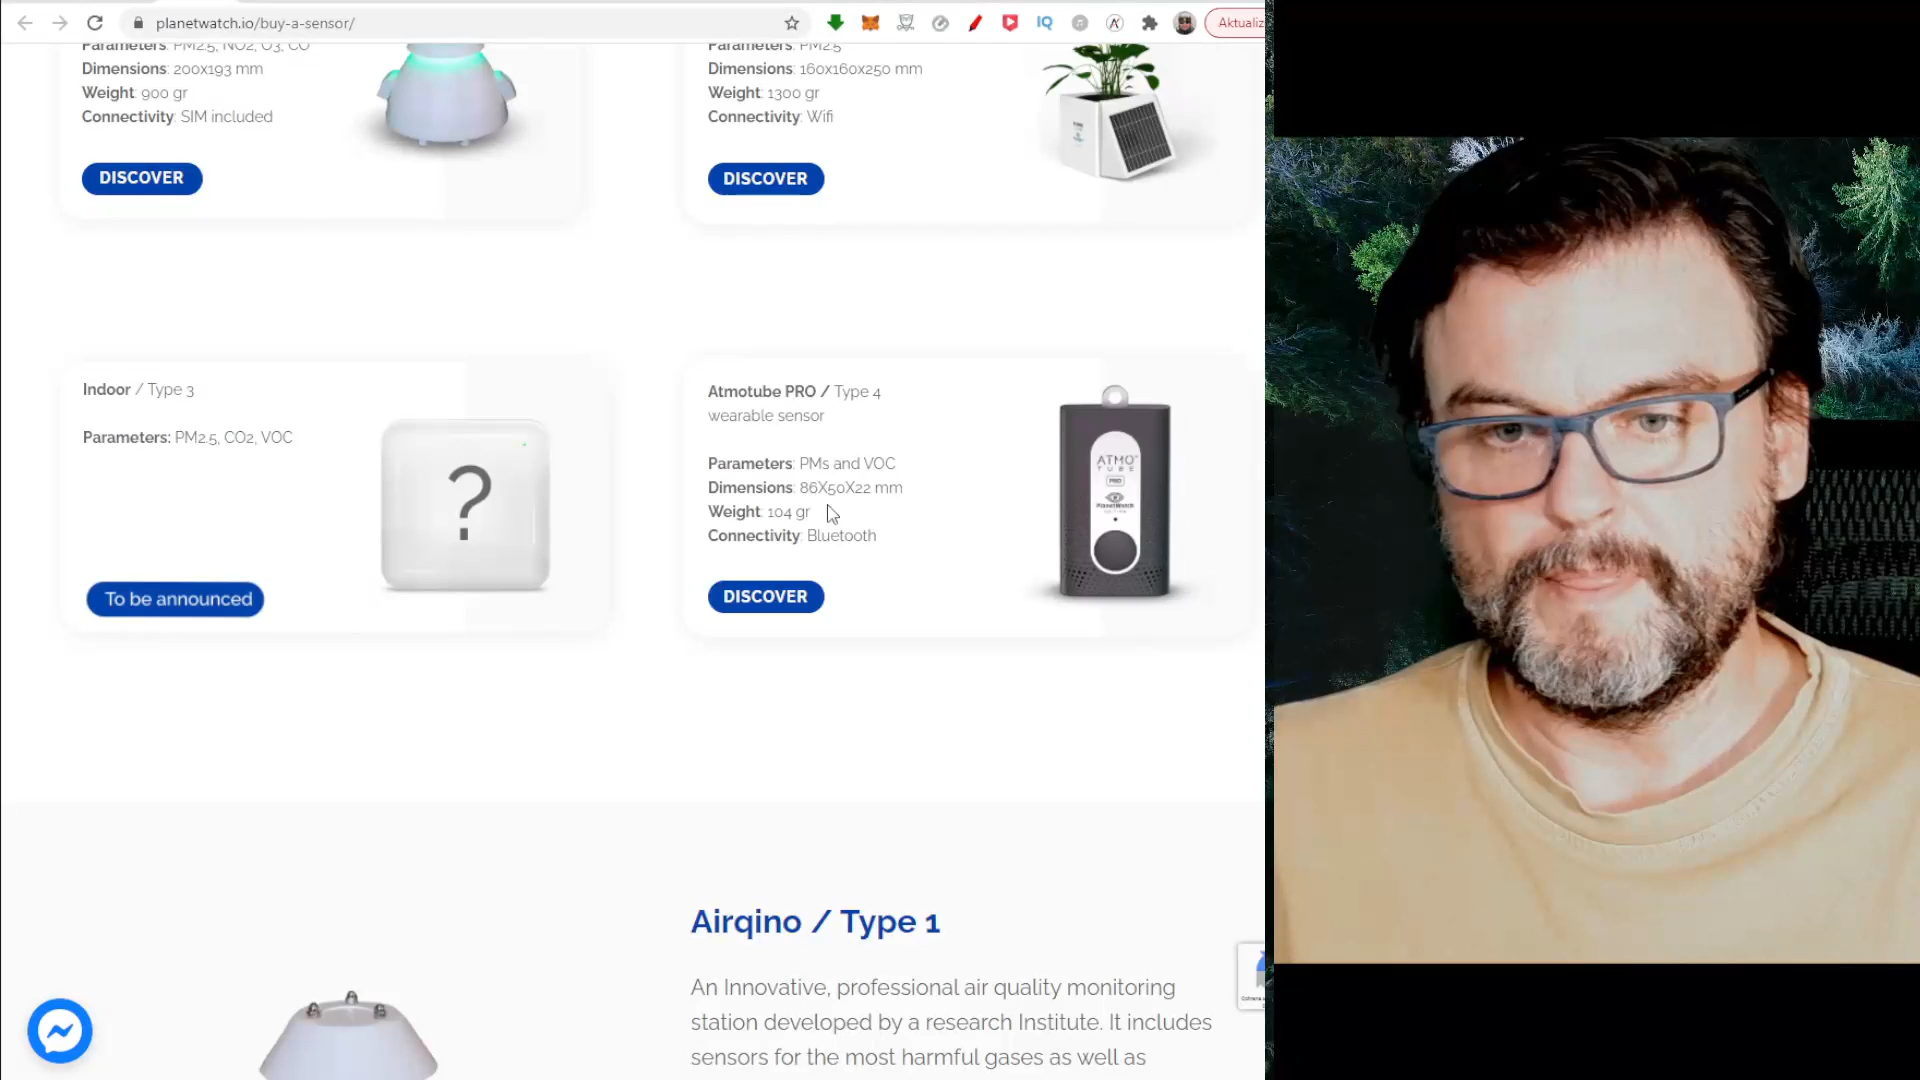 planetwatch.io/buy-a-sensor/
IQ
Aktualiz
Parameters: PM2.5, NO2, O3, CO
Dimensions: 200x193 mm
Weight: 900 gr
Connectivity: SIM included
DISCOVER
Parameters: PM2.5
Dimensions: 160x160x250 mm
Weight: 1300 gr
Connectivity: Wifi
DISCOVER
Indoor / Type 3
Parameters: PM2.5, CO2, VOC
?
To be announced
Atmotube PRO / Type 4
wearable sensor
Parameters: PMs and VOC
Dimensions: 86X50X22 mm
Weight: 104 gr
Connectivity: Bluetooth
DISCOVER
ATMO
TUBE
PRO
PlanetWatch
Airqino / Type 1
An Innovative, professional air quality monitoring
station developed by a research Institute. It includes
sensors for the most harmful gases as well as